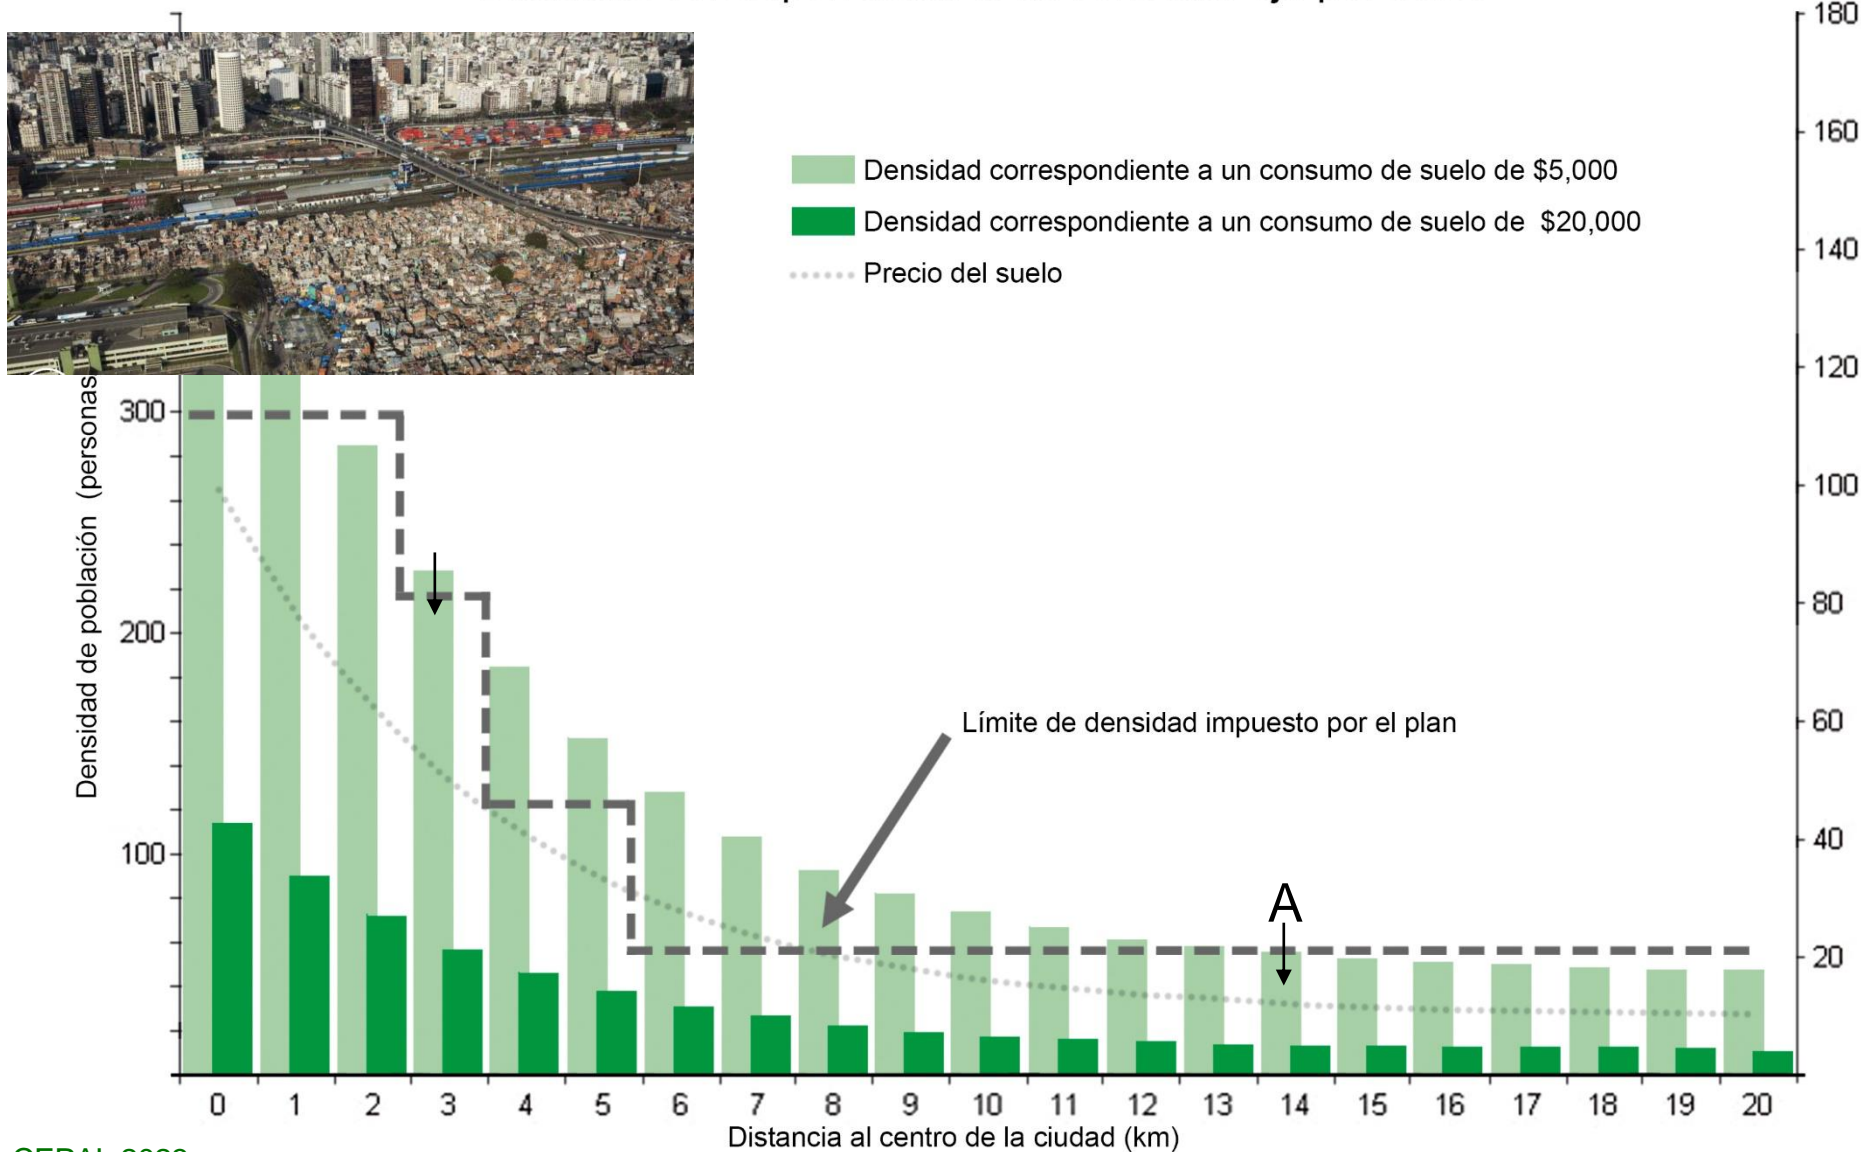 180
160
140
120
100
80
60
40
20
Densidad correspondiente a un consumo de suelo de $5,000
Densidad correspondiente a un consumo de suelo de $20,000
Precio del suelo
Densidad de población (personas
300
200
100
Límite de densidad impuesto por el plan
A
0 1 2 3 4 5 6 7 8 9 10 11 12 13 14 15 16 17 18 19 20
Distancia al centro de la ciudad (km)